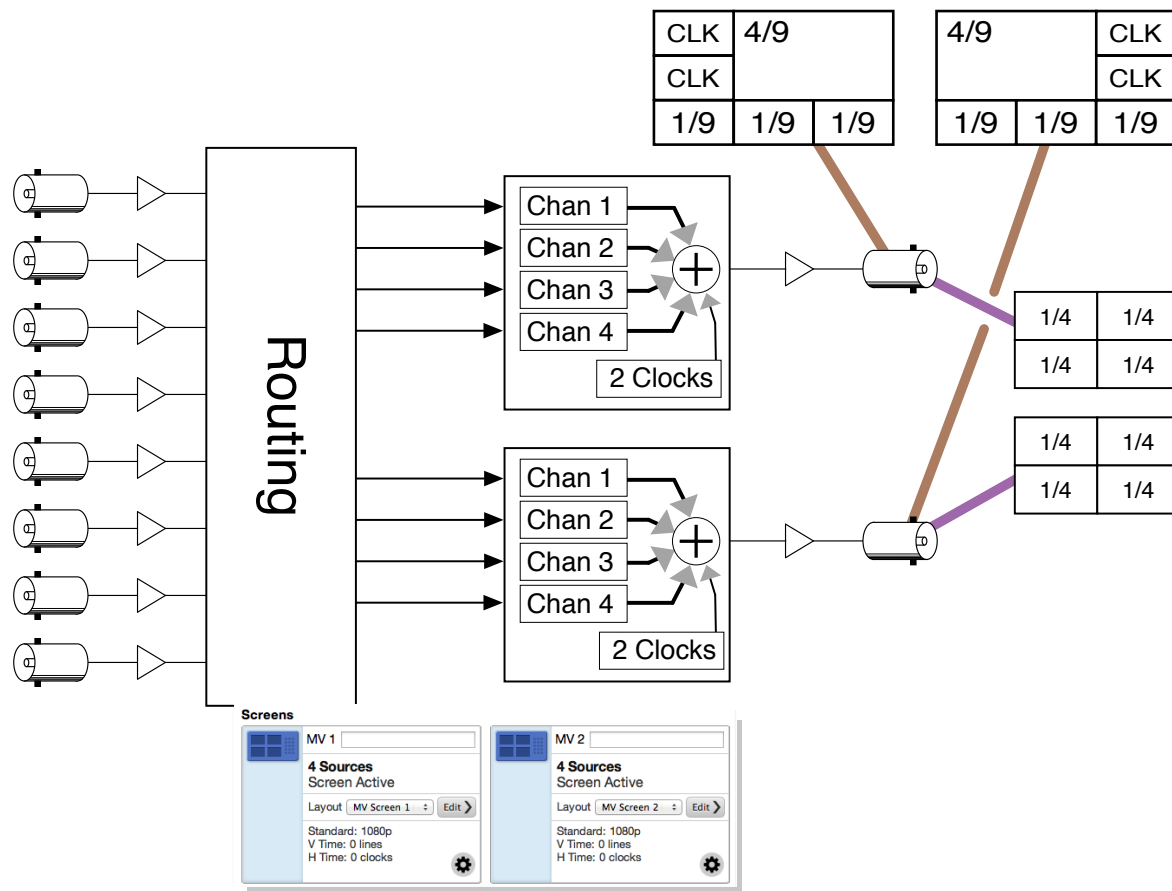 CLK 4/9
CLK
1/9 1/9 1/9
4/9 CLK
CLK
1/9 1/9 1/9
Routing
Chan 1
Chan 2
Chan 3
Chan 4
2 Clocks
1/4 1/4
1/4 1/4
Chan 1
Chan 2
Chan 3
Chan 4
2 Clocks
1/4 1/4
1/4 1/4
Screens
MV 1
4 Sources
Screen Active
Layout MV Screen 1 Edit
Standard: 1080p
V Time: 0 lines
H Time: 0 clocks
MV 2
4 Sources
Screen Active
Layout MV Screen 2 Edit
Standard: 1080p
V Time: 0 lines
H Time: 0 clocks